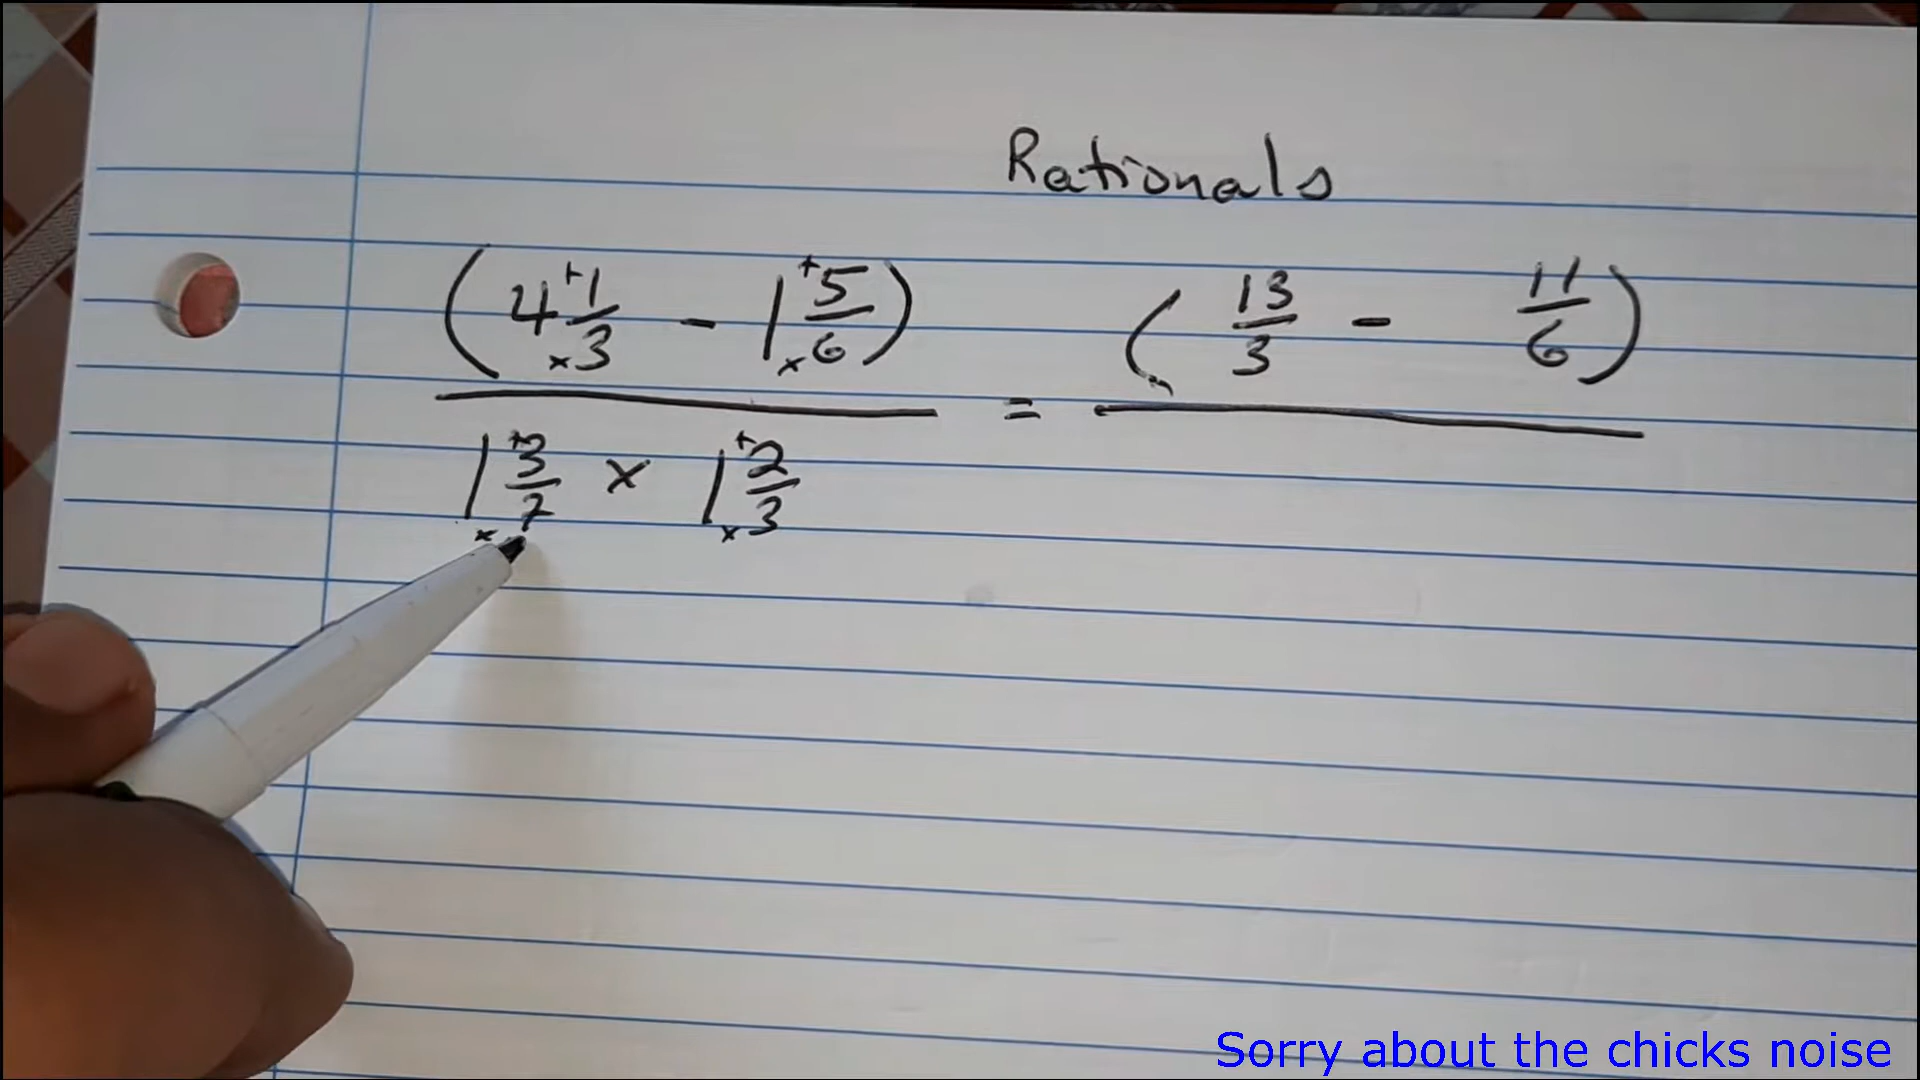 Rationals
(4 +1/×3 - 1 +5/×6) / (1 +3/×7 × 1 +2/×3) = (13/3 - 11/6) /
Sorry about the chicks noise